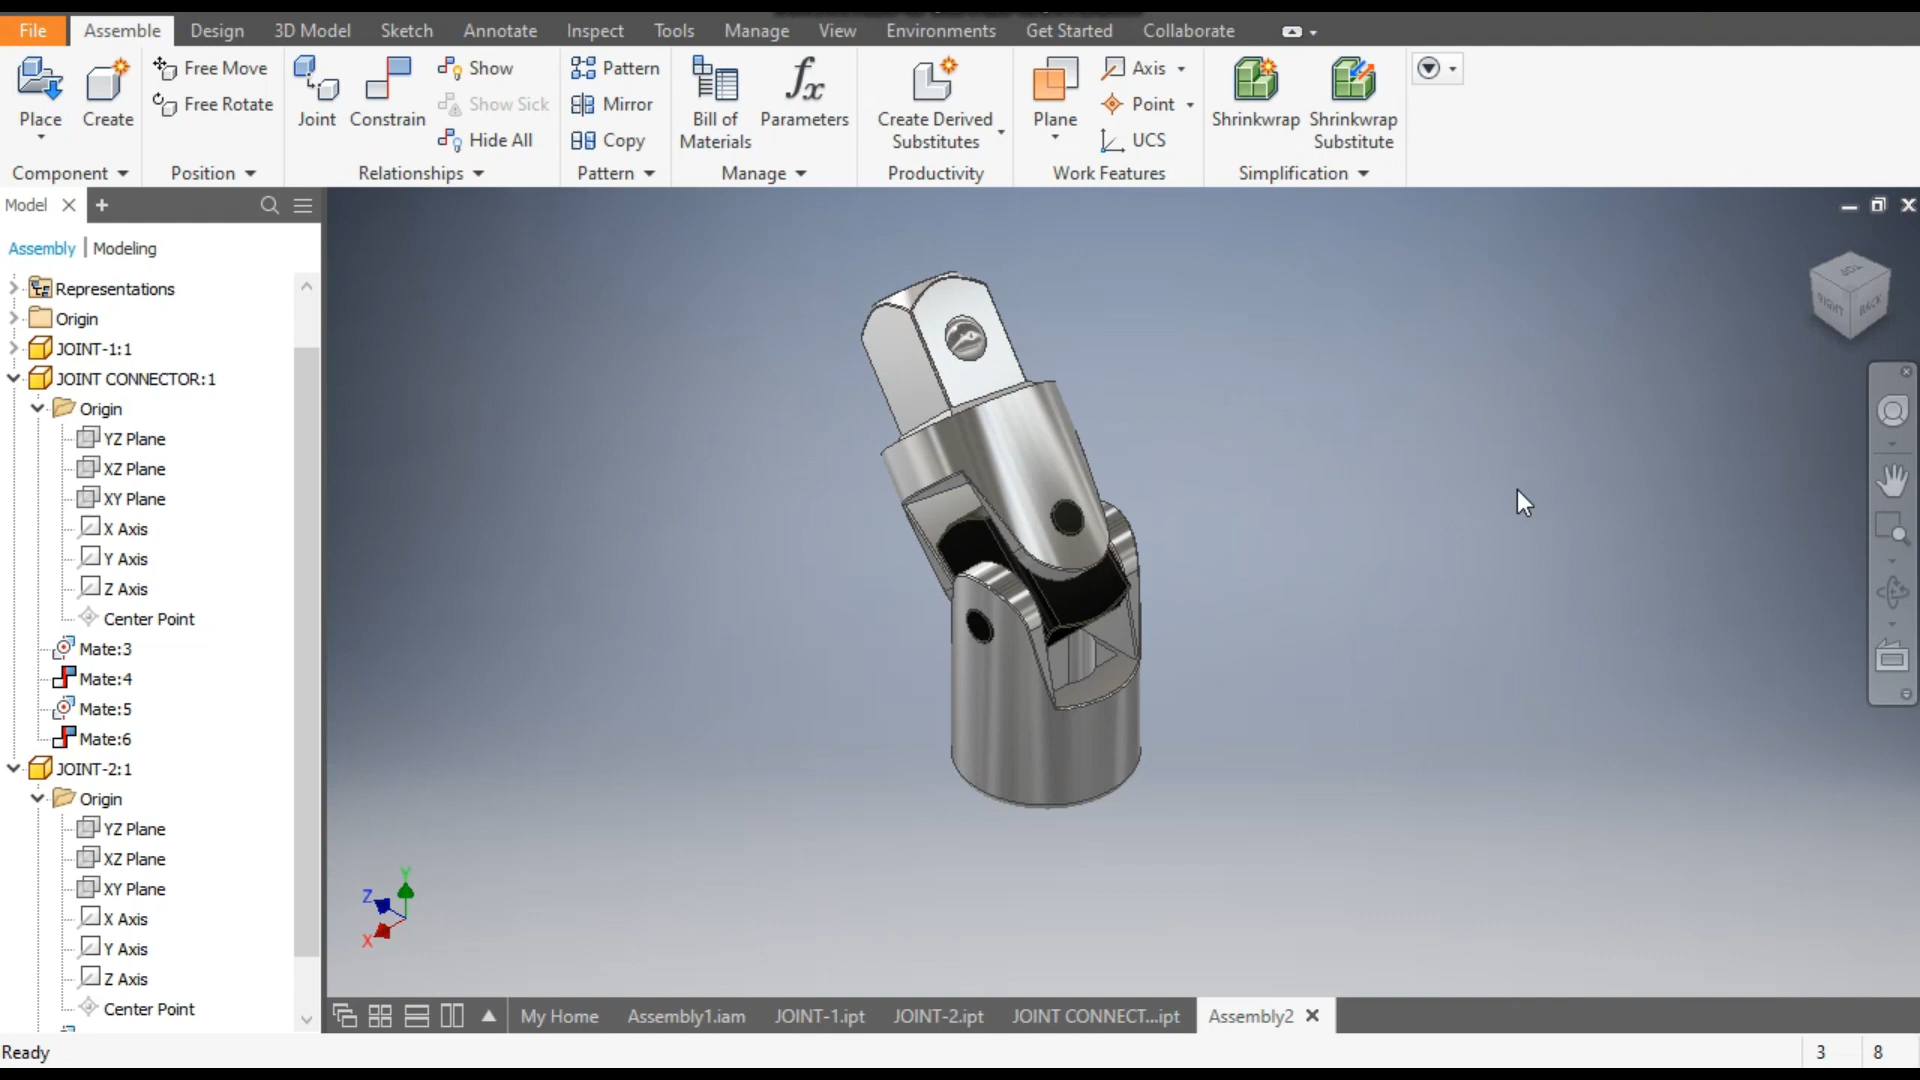 File Assemble Design 3D Model Sketch Annotate Inspect Tools Manage View Environments Get Started Collaborate
Place
Create
Free Move
Free Rotate
Joint
Constrain
Show
Show Sick
Hide All
Pattern
Mirror
Copy
Bill of
Materials
Parameters
Create Derived
Substitutes
Plane
Axis
Point
UCS
Shrinkwrap
Shrinkwrap
Substitute
Component Position Relationships Pattern Manage Productivity Work Features Simplification
Model
Assembly | Modeling
Representations
Origin
JOINT-1:1
JOINT CONNECTOR:1
Origin
YZ Plane
XZ Plane
XY Plane
X Axis
Y Axis
Z Axis
Center Point
Mate:3
Mate:4
Mate:5
Mate:6
JOINT-2:1
Origin
YZ Plane
XZ Plane
XY Plane
X Axis
Y Axis
Z Axis
Center Point
TOP
RIGHT
BACK
Y
Z
X
My Home Assembly1.iam JOINT-1.ipt JOINT-2.ipt JOINT CONNECT...ipt Assembly2
Ready
3 8